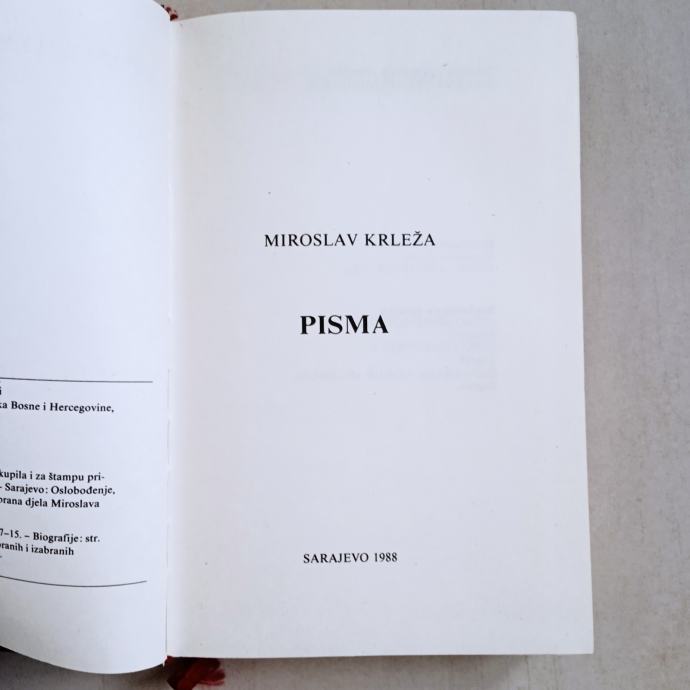 i
ka Bosne i Hercegovine,
kupila i za štampu pri-
– Sarajevo: Oslobođenje,
brana djela Miroslava
7–15. – Biografije: str.
branih i izabranih
MIROSLAV KRLEŽA
PISMA
SARAJEVO 1988